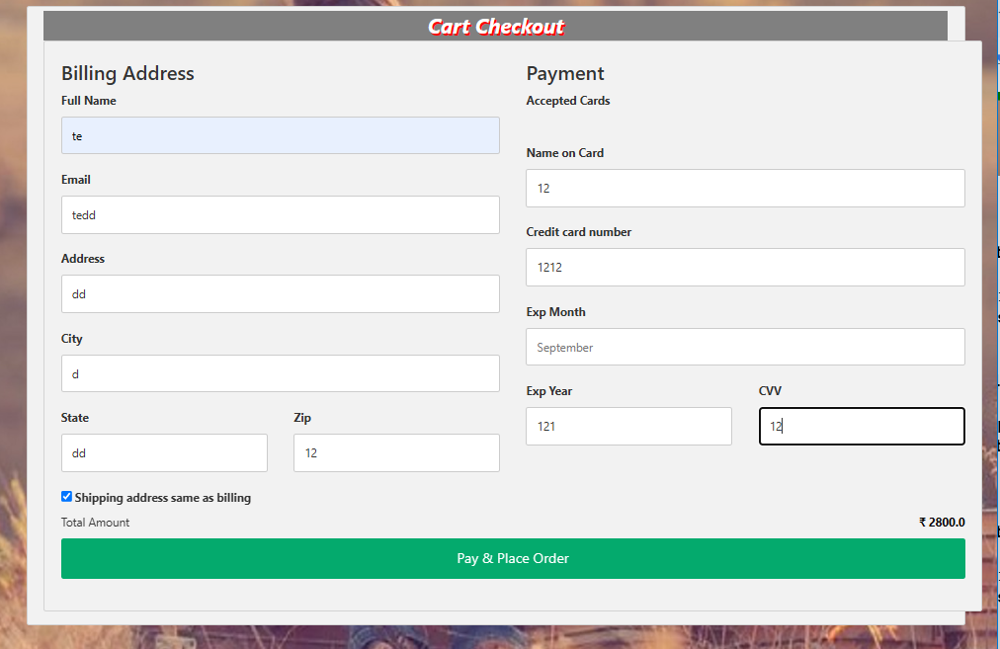 Cart Checkout
Billing Address
Full Name
te
Email
tedd
Address
dd
City
d
State
Zip
dd
12
Shipping address same as billing
Payment
Accepted Cards
Name on Card
12
Credit card number
1212
Exp Month
September
Exp Year
CVV
121
12
Total Amount
₹ 2800.0
Pay & Place Order